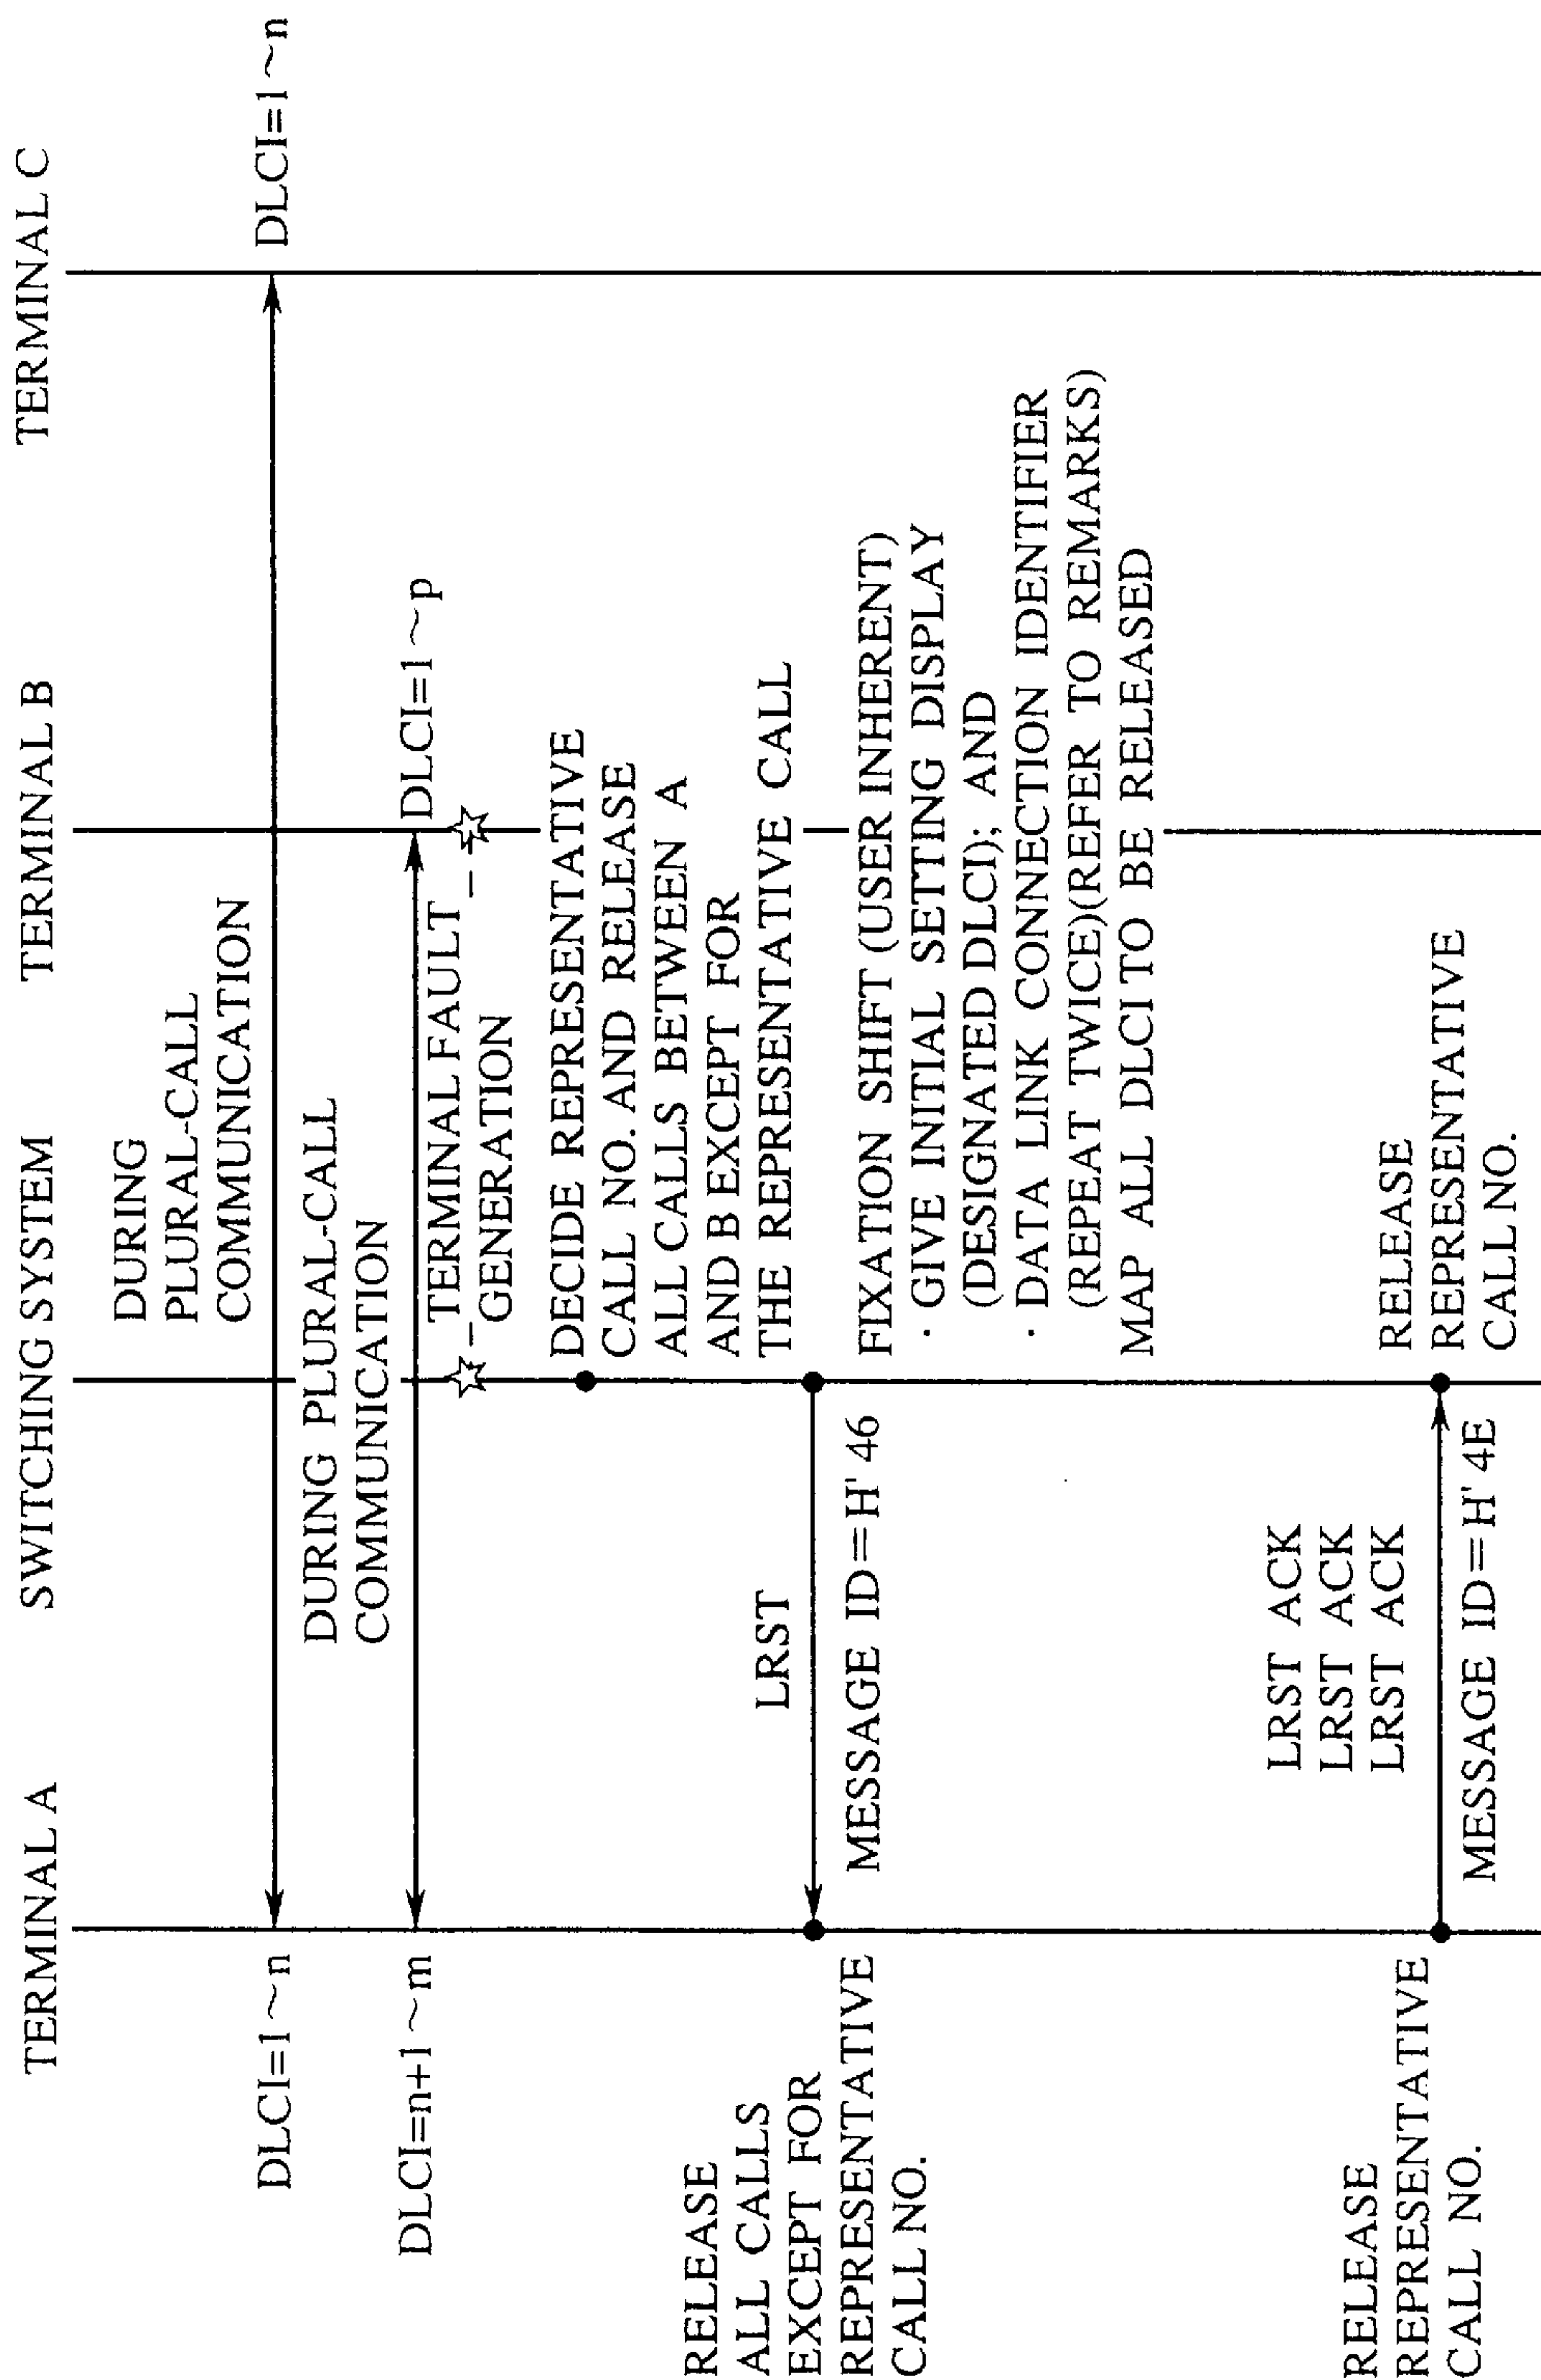 TERMINAL A
SWITCHING SYSTEM
TERMINAL B
TERMINAL C
DURING
PLURAL-CALL
COMMUNICATION
DLCI=1～n
DLCI=1～n
DURING PLURAL-CALL
COMMUNICATION
DLCI=n+1～m
DLCI=1～p
TERMINAL FAULT
GENERATION
DECIDE REPRESENTATIVE
CALL NO. AND RELEASE
ALL CALLS BETWEEN A
AND B EXCEPT FOR
THE REPRESENTATIVE CALL
RELEASE
ALL CALLS
EXCEPT FOR
REPRESENTATIVE
CALL NO.
LRST
MESSAGE ID=H' 46
FIXATION SHIFT (USER INHERENT)
· GIVE INITIAL SETTING DISPLAY
(DESIGNATED DLCI); AND
· DATA LINK CONNECTION IDENTIFIER
(REPEAT TWICE)(REFER TO REMARKS)
MAP ALL DLCI TO BE RELEASED
LRST ACK
LRST ACK
LRST ACK
MESSAGE ID=H' 4E
RELEASE
REPRESENTATIVE
CALL NO.
RELEASE
REPRESENTATIVE
CALL NO.